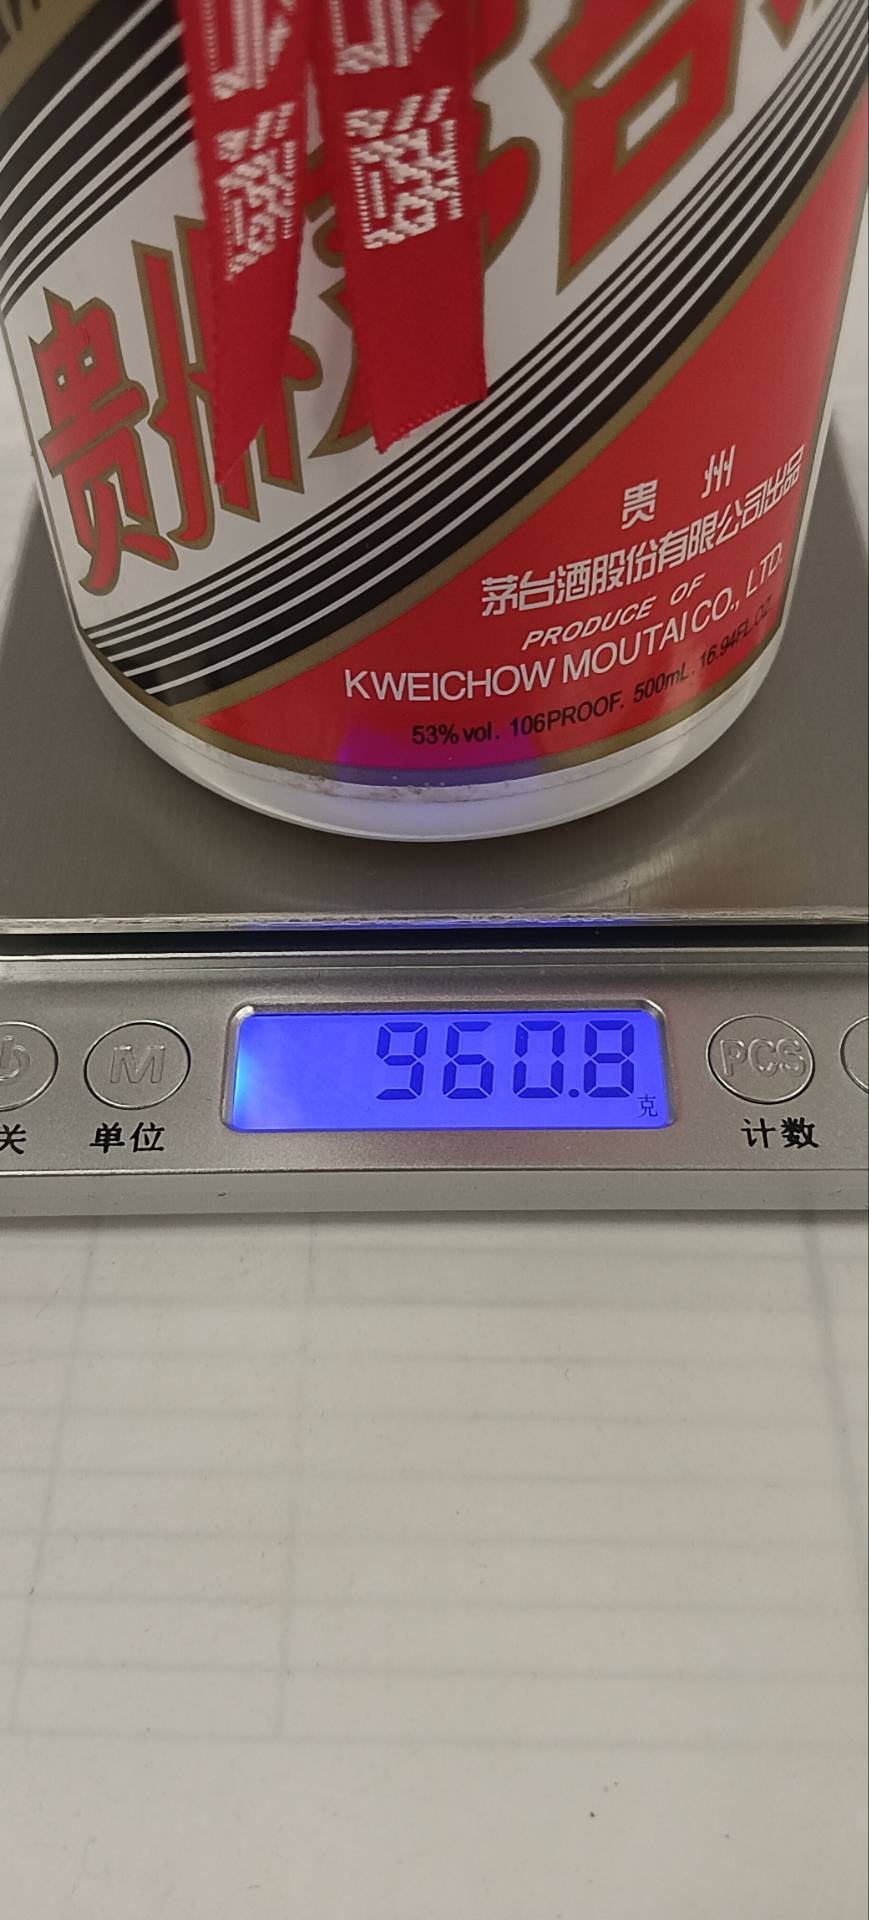 贵州
贵州
茅台酒股份有限公司出品
PRODUCE OF
KWEICHOW MOUTAI CO., LTD.
53% vol. 106PROOF. 500mL. 16.94FL.OZ
960.8
克
M
PCS
关
单位
计数